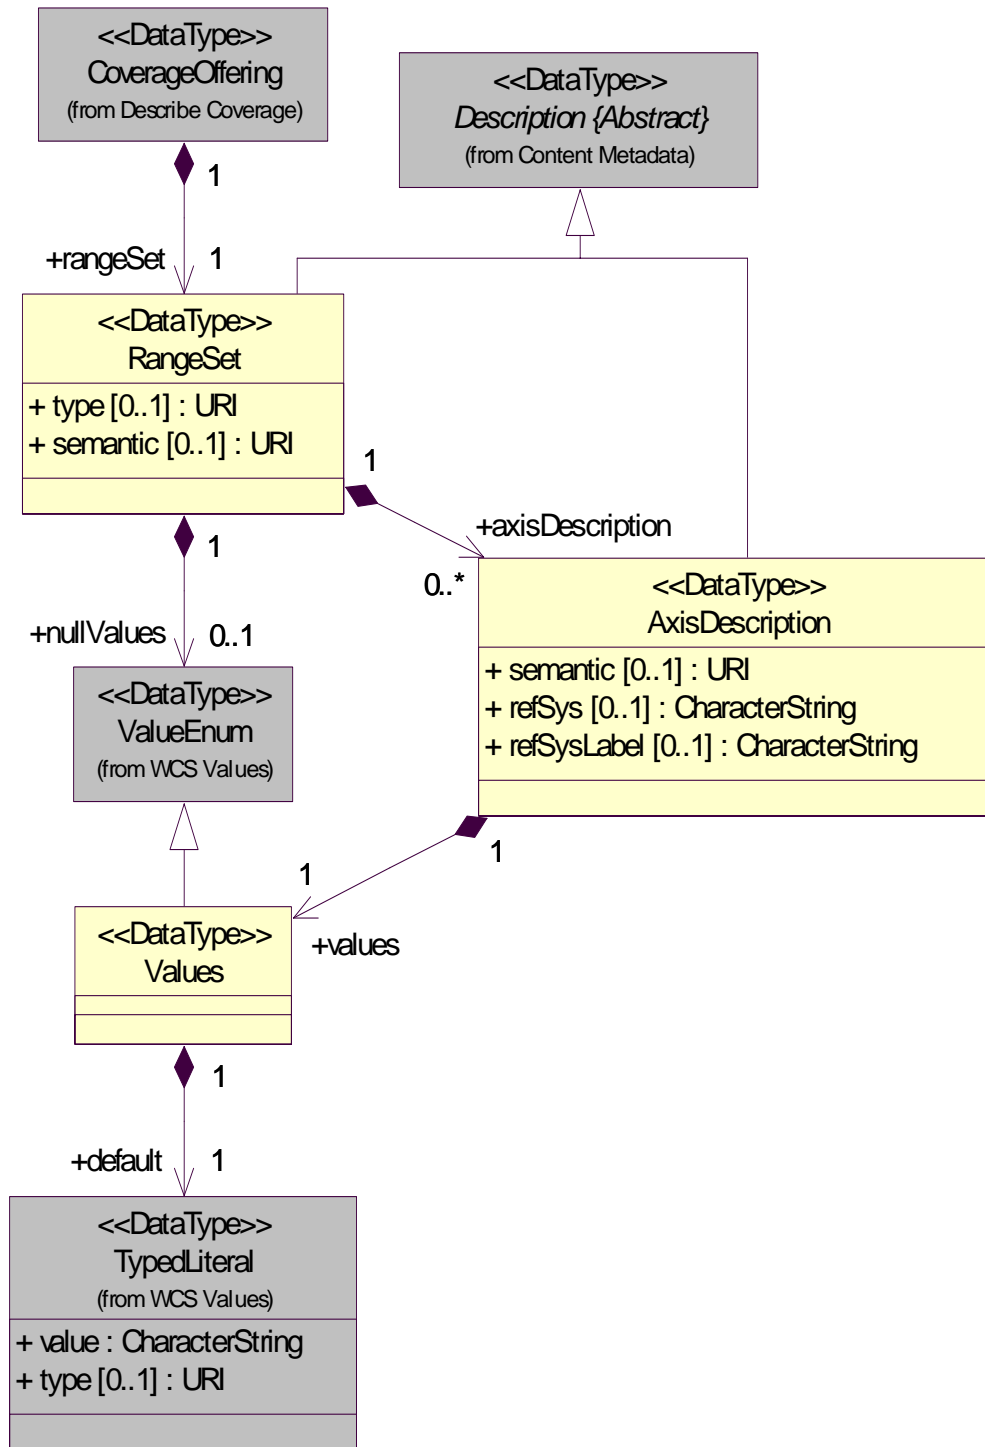 <<DataType>>
CoverageOffering
(from Describe Coverage)
<<DataType>>
Description {Abstract}
(from Content Metadata)
1
+rangeSet
1
<<DataType>>
RangeSet
+ type [0..1] : URI
+ semantic [0..1] : URI
1
+axisDescription
0..*
1
+nullValues
0..1
<<DataType>>
AxisDescription
+ semantic [0..1] : URI
+ refSys [0..1] : CharacterString
+ refSysLabel [0..1] : CharacterString
<<DataType>>
ValueEnum
(from WCS Values)
1
1
+values
<<DataType>>
Values
1
+default
1
<<DataType>>
TypedLiteral
(from WCS Values)
+ value : CharacterString
+ type [0..1] : URI